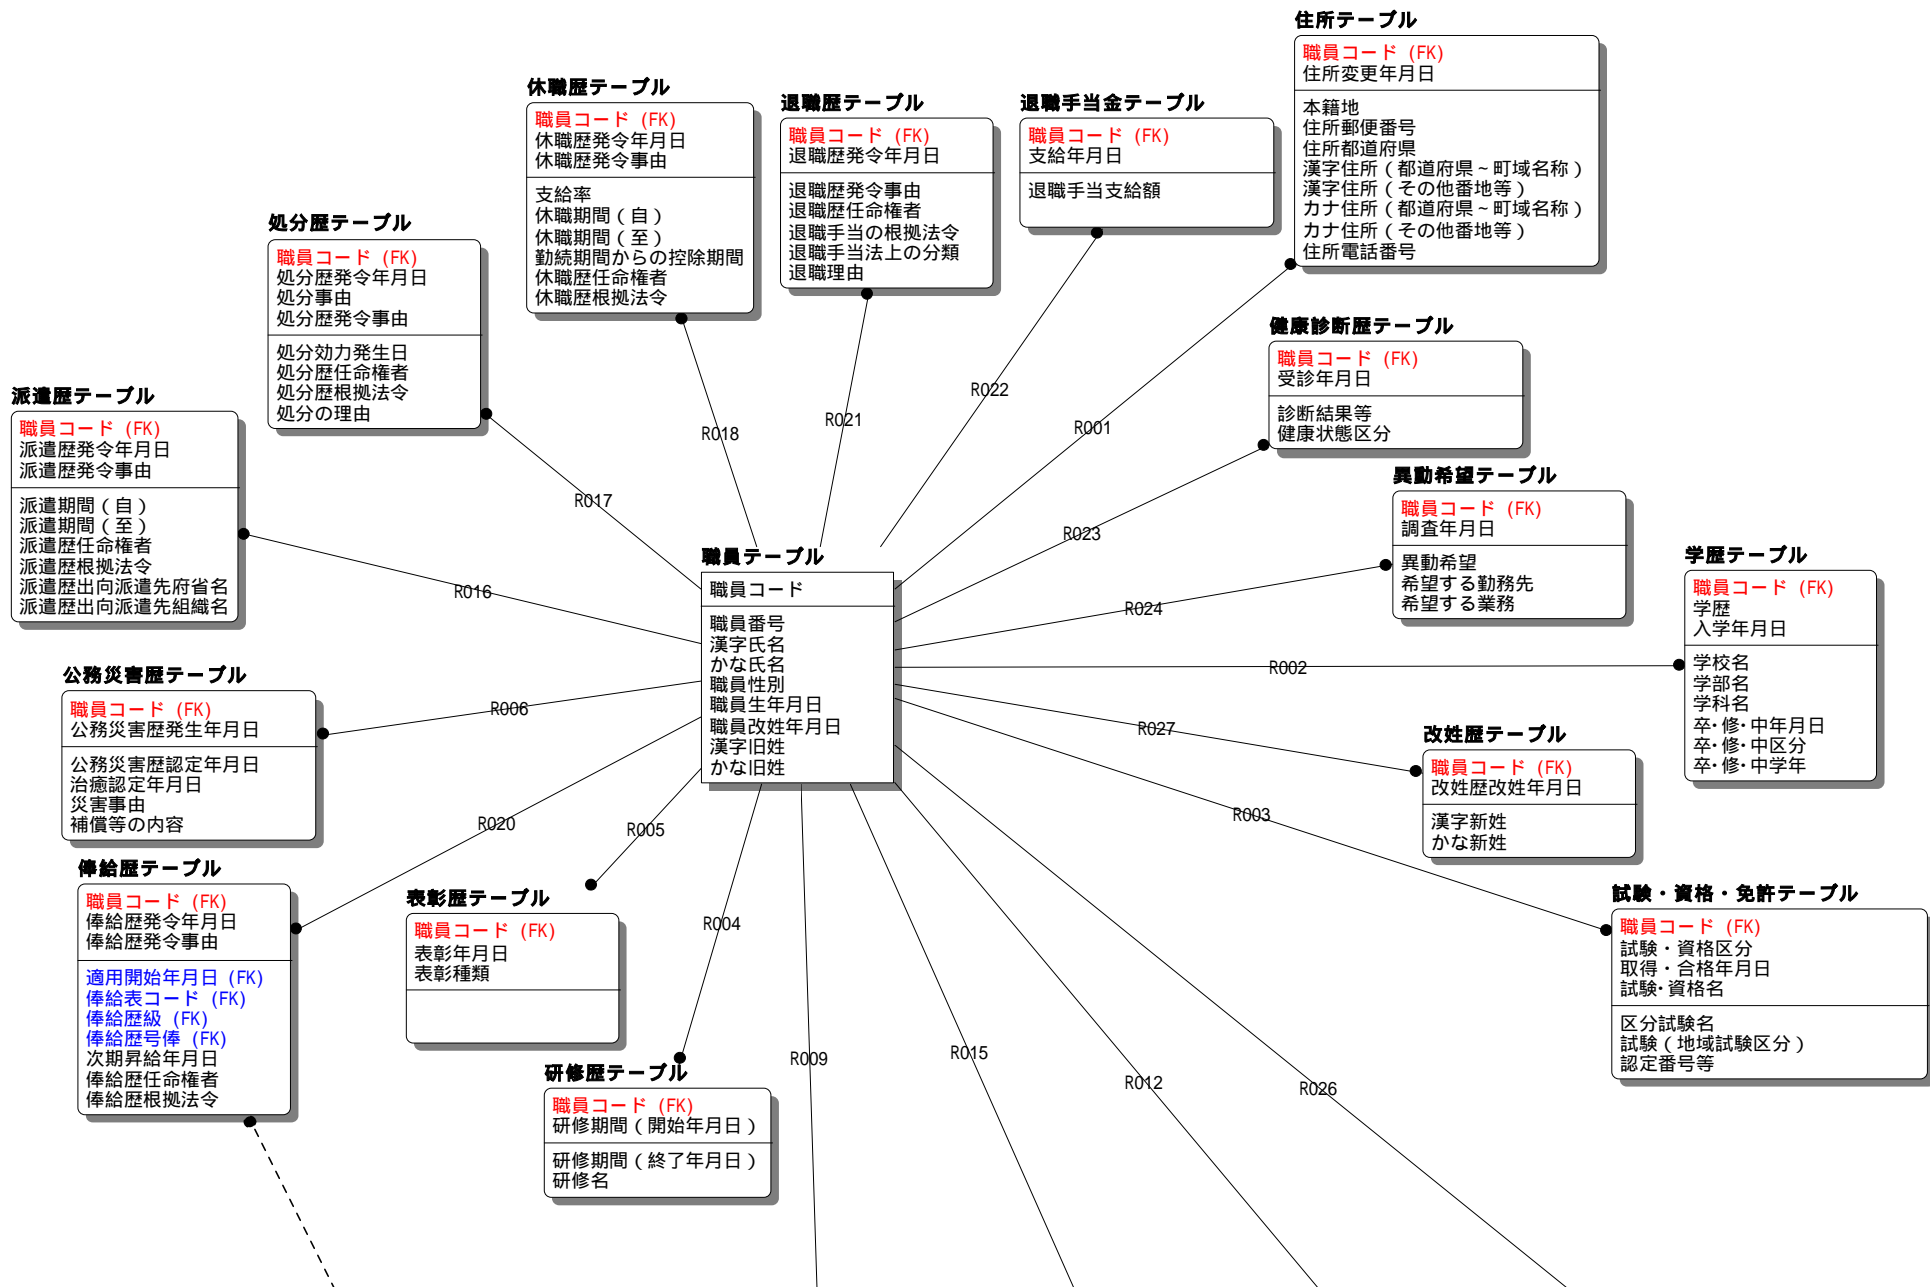 住所テーブル
職員コード (FK)
住所変更年月日
本籍地
住所郵便番号
住所都道府県
漢字住所（都道府県~町域名称）
漢字住所（その他番地等）
カナ住所（都道府県~町域名称）
カナ住所（その他番地等）
住所電話番号
休職歴テーブル
職員コード (FK)
休職歴発令年月日
休職歴発令事由
支給率
休職期間（自）
休職期間（至）
勤続期間からの控除期間
休職歴任命権者
休職歴根拠法令
退職歴テーブル
職員コード (FK)
退職歴発令年月日
退職歴発令事由
退職歴任命権者
退職手当の根拠法令
退職手当法上の分類
退職理由
退職手当金テーブル
職員コード (FK)
支給年月日
退職手当支給額
処分歴テーブル
職員コード (FK)
処分歴発令年月日
処分事由
処分歴発令事由
処分効力発生日
処分歴任命権者
処分歴根拠法令
処分の理由
健康診断歴テーブル
職員コード (FK)
受診年月日
診断結果等
健康状態区分
派遣歴テーブル
職員コード (FK)
派遣歴発令年月日
派遣歴発令事由
派遣期間（自）
派遣期間（至）
派遣歴任命権者
派遣歴根拠法令
派遣歴出向派遣先府省名
派遣歴出向派遣先組織名
R018
R021
R022
R001
R017
R023
R016
R024
異動希望テーブル
職員コード (FK)
調査年月日
異動希望
希望する勤務先
希望する業務
職員テーブル
職員コード
職員番号
漢字氏名
かな氏名
職員性別
職員生年月日
職員改姓年月日
漢字旧姓
かな旧姓
学歴テーブル
職員コード (FK)
学歴
入学年月日
学校名
学部名
学科名
卒・修・中年月日
卒・修・中区分
卒・修・中学年
R002
R006
R027
R003
R020
R005
R004
公務災害歴テーブル
職員コード (FK)
公務災害歴発生年月日
公務災害歴認定年月日
治癒認定年月日
災害事由
補償等の内容
改姓歴テーブル
職員コード (FK)
改姓歴改姓年月日
漢字新姓
かな新姓
俸給歴テーブル
職員コード (FK)
俸給歴発令年月日
俸給歴発令事由
適用開始年月日 (FK)
俸給表コード (FK)
俸給歴級 (FK)
俸給歴号俸 (FK)
次期昇給年月日
俸給歴任命権者
俸給歴根拠法令
表彰歴テーブル
職員コード (FK)
表彰年月日
表彰種類
試験・資格・免許テーブル
職員コード (FK)
試験・資格区分
取得・合格年月日
試験・資格名
区分試験名
試験（地域試験区分）
認定番号等
研修歴テーブル
職員コード (FK)
研修期間（開始年月日）
研修期間（終了年月日）
研修名
R009
R015
R012
R026